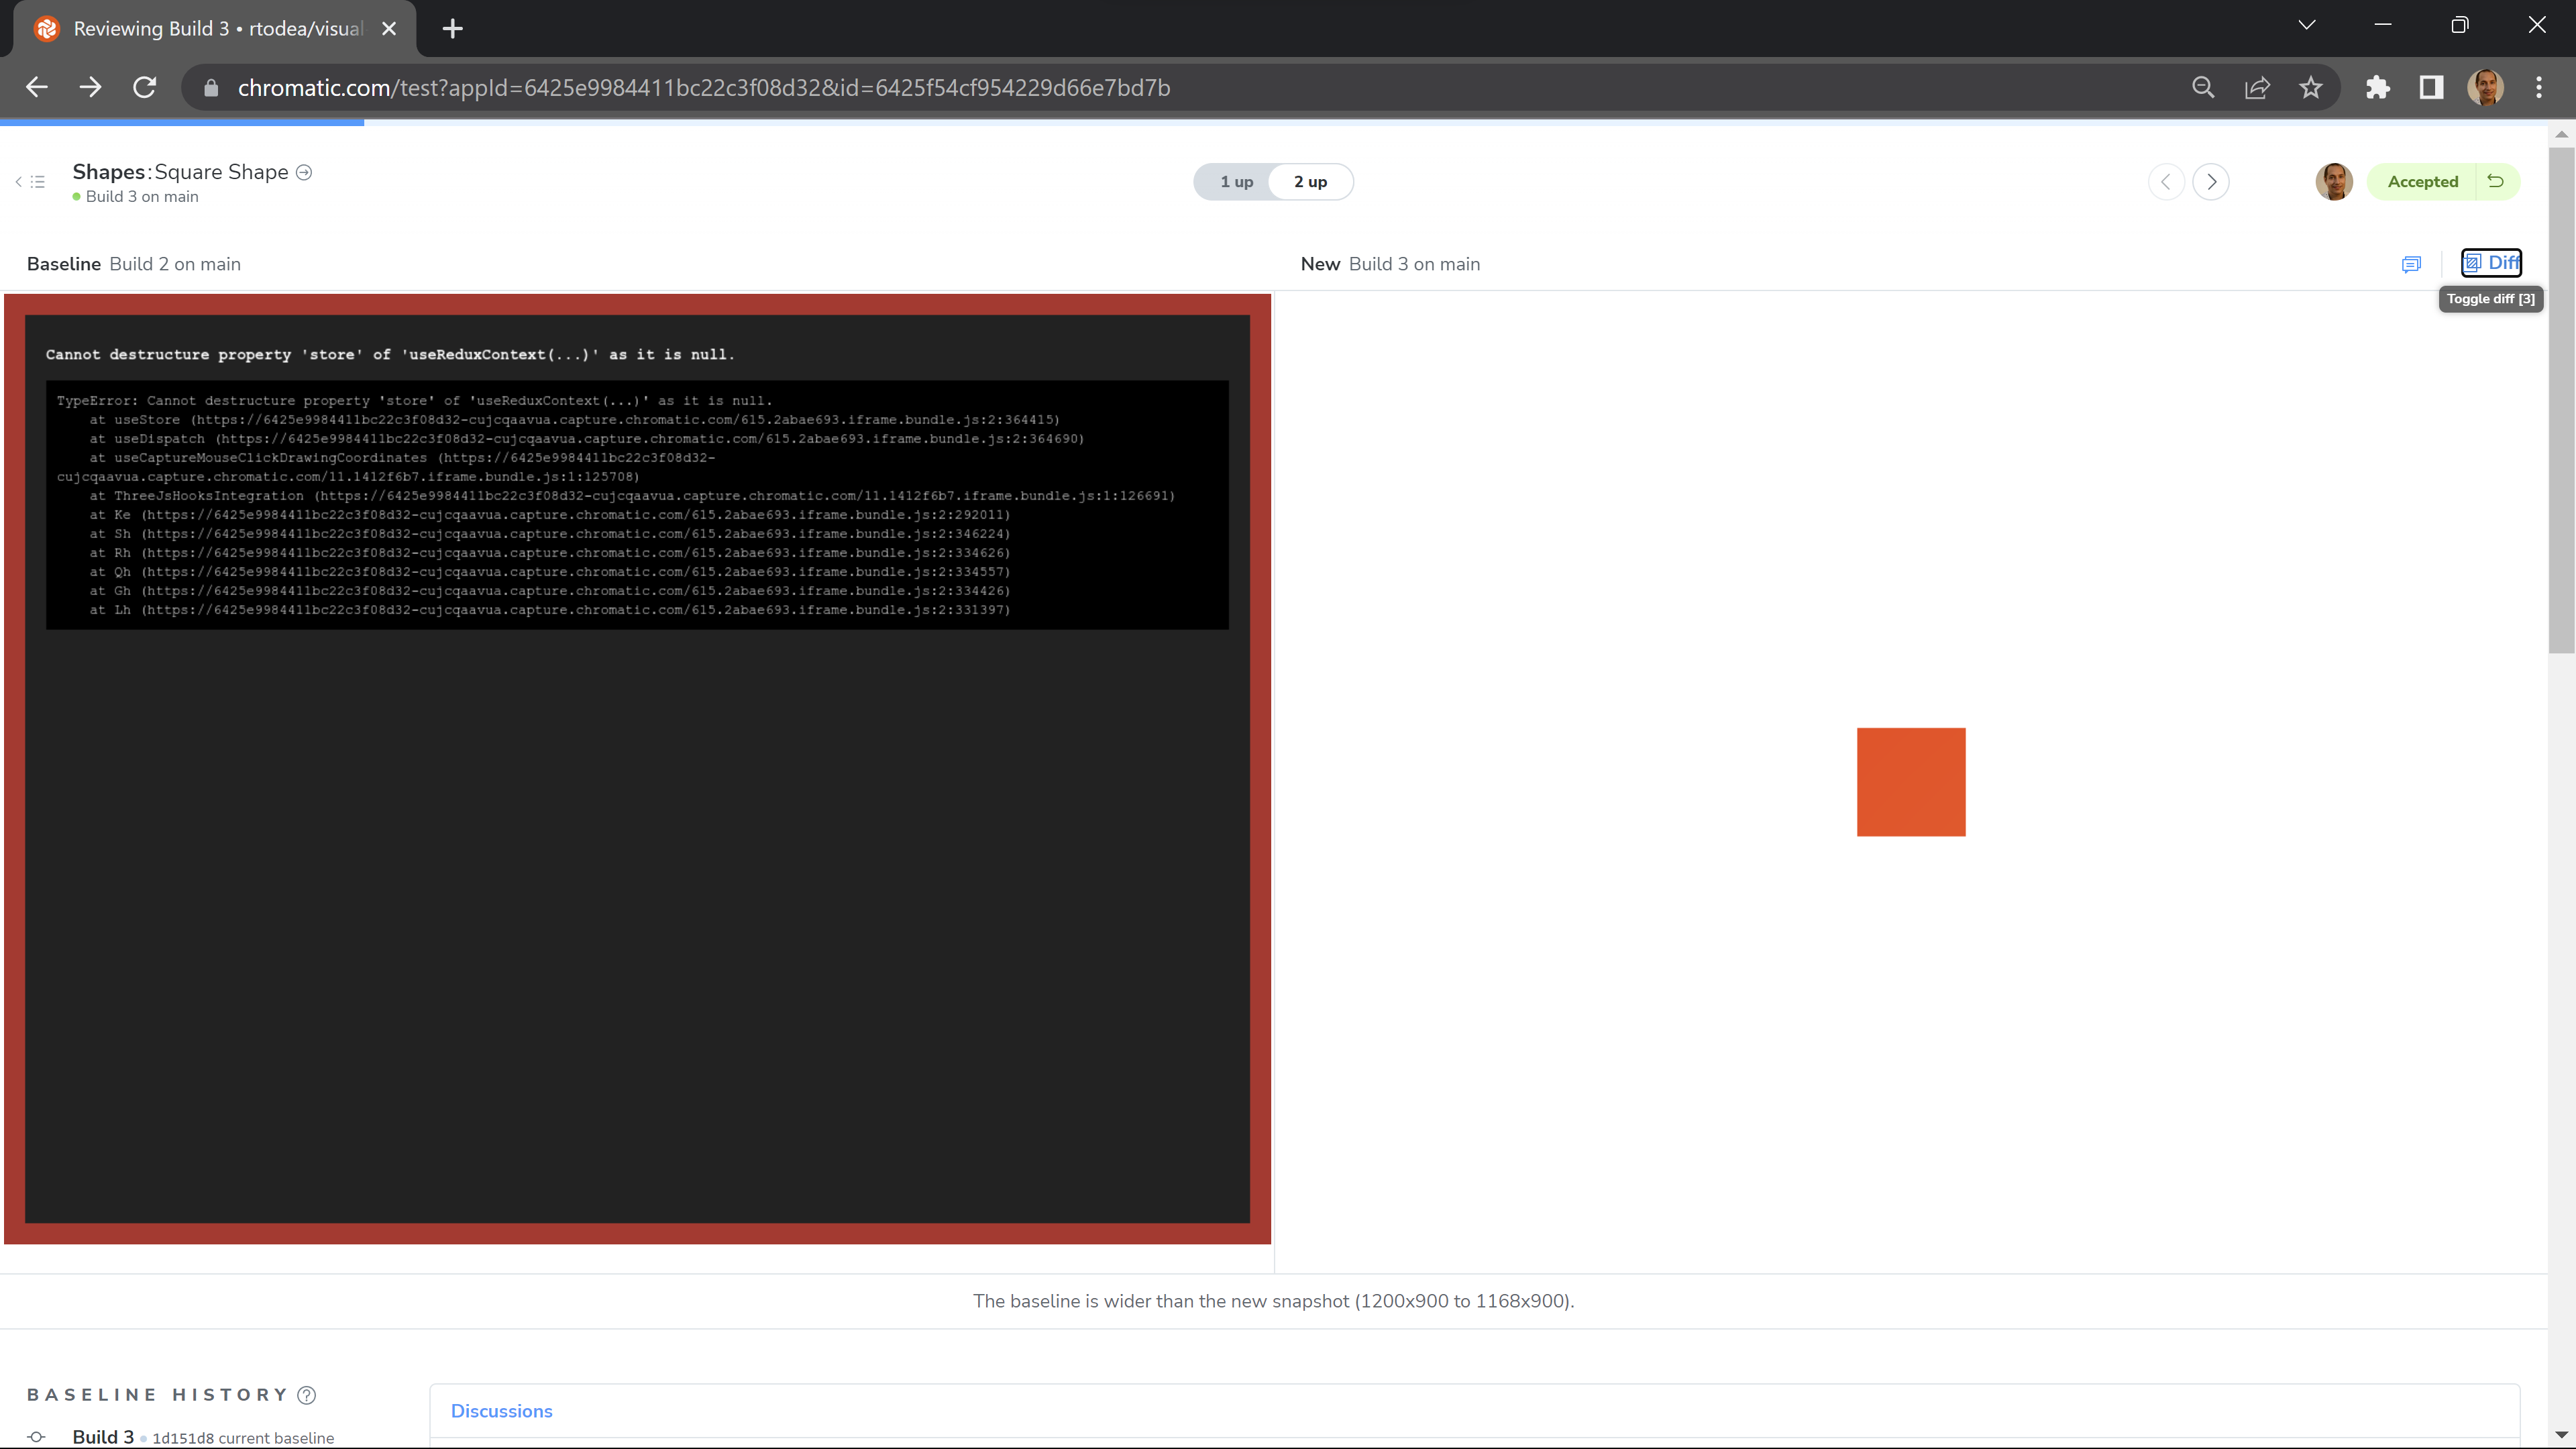 Reviewing Build 3 • rtodea/visual
chromatic.com/test?appId=6425e9984411bc22c3f08d32&id=6425f54cf954229d66e7bd7b
Shapes: Square Shape
Build 3 on main
1 up 2 up
Accepted
Baseline Build 2 on main
New Build 3 on main
Diff
Toggle diff [3]
Cannot destructure property 'store' of 'useReduxContext(...)' as it is null.
TypeError: Cannot destructure property 'store' of 'useReduxContext(...)' as it is null.
at useStore (https://6425e9984411bc22c3f08d32-cujcqaavua.capture.chromatic.com/615.2abae693.iframe.bundle.js:2:364415)
at useDispatch (https://6425e9984411bc22c3f08d32-cujcqaavua.capture.chromatic.com/615.2abae693.iframe.bundle.js:2:364690)
at useCaptureMouseClickDrawingCoordinates (https://6425e9984411bc22c3f08d32-
cujcqaavua.capture.chromatic.com/11.1412f6b7.iframe.bundle.js:1:125708)
at ThreeJsHooksIntegration (https://6425e9984411bc22c3f08d32-cujcqaavua.capture.chromatic.com/11.1412f6b7.iframe.bundle.js:1:126691)
at Ke (https://6425e9984411bc22c3f08d32-cujcqaavua.capture.chromatic.com/615.2abae693.iframe.bundle.js:2:292011)
at Sh (https://6425e9984411bc22c3f08d32-cujcqaavua.capture.chromatic.com/615.2abae693.iframe.bundle.js:2:346224)
at Rh (https://6425e9984411bc22c3f08d32-cujcqaavua.capture.chromatic.com/615.2abae693.iframe.bundle.js:2:334626)
at Qh (https://6425e9984411bc22c3f08d32-cujcqaavua.capture.chromatic.com/615.2abae693.iframe.bundle.js:2:334557)
at Gh (https://6425e9984411bc22c3f08d32-cujcqaavua.capture.chromatic.com/615.2abae693.iframe.bundle.js:2:334426)
at Lh (https://6425e9984411bc22c3f08d32-cujcqaavua.capture.chromatic.com/615.2abae693.iframe.bundle.js:2:331397)
The baseline is wider than the new snapshot (1200x900 to 1168x900).
BASELINE HISTORY
Discussions
Build 3 • 1d151d8 current baseline